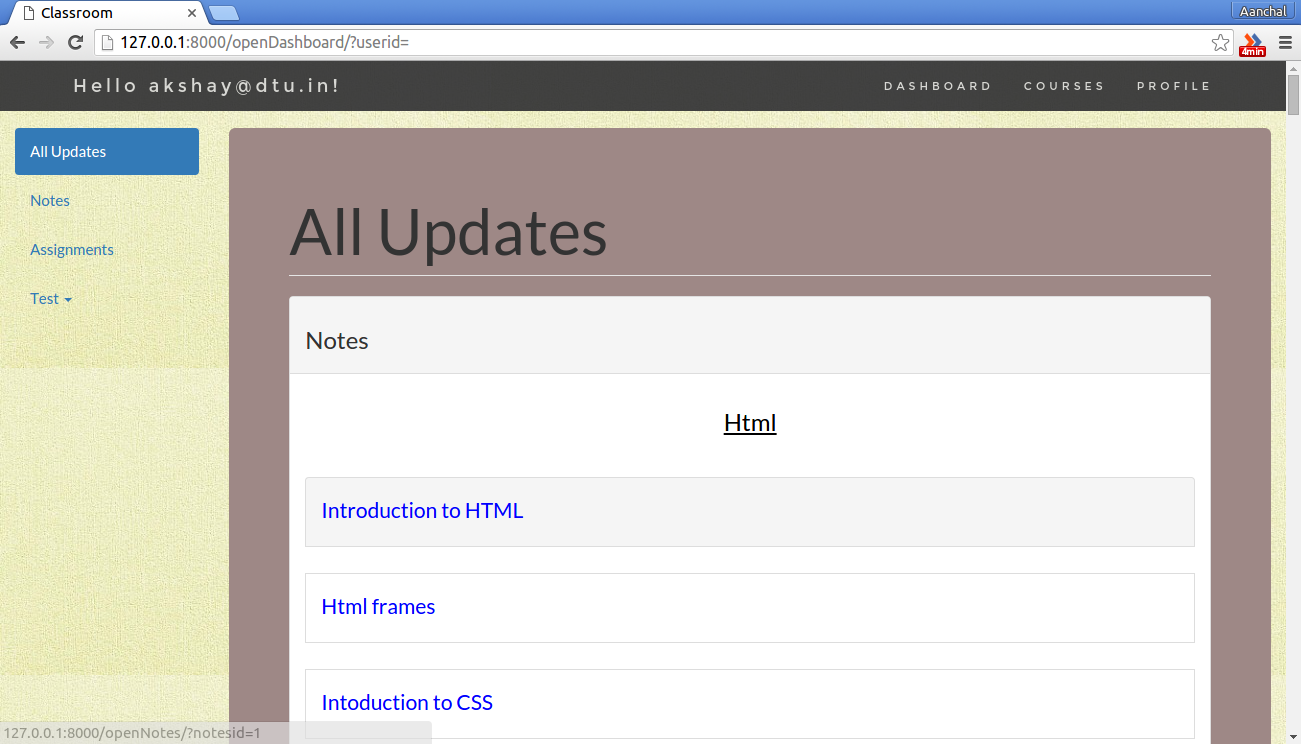 Classroom
Aanchal
127.0.0.1:8000/openDashboard/?userid=
4min
Hello akshay@dtu.in!
DASHBOARD COURSES PROFILE
All Updates
Notes
Assignments
Test
All Updates
Notes
Html
Introduction to HTML
Html frames
Intoduction to CSS
127.0.0.1:8000/openNotes/?notesid=1